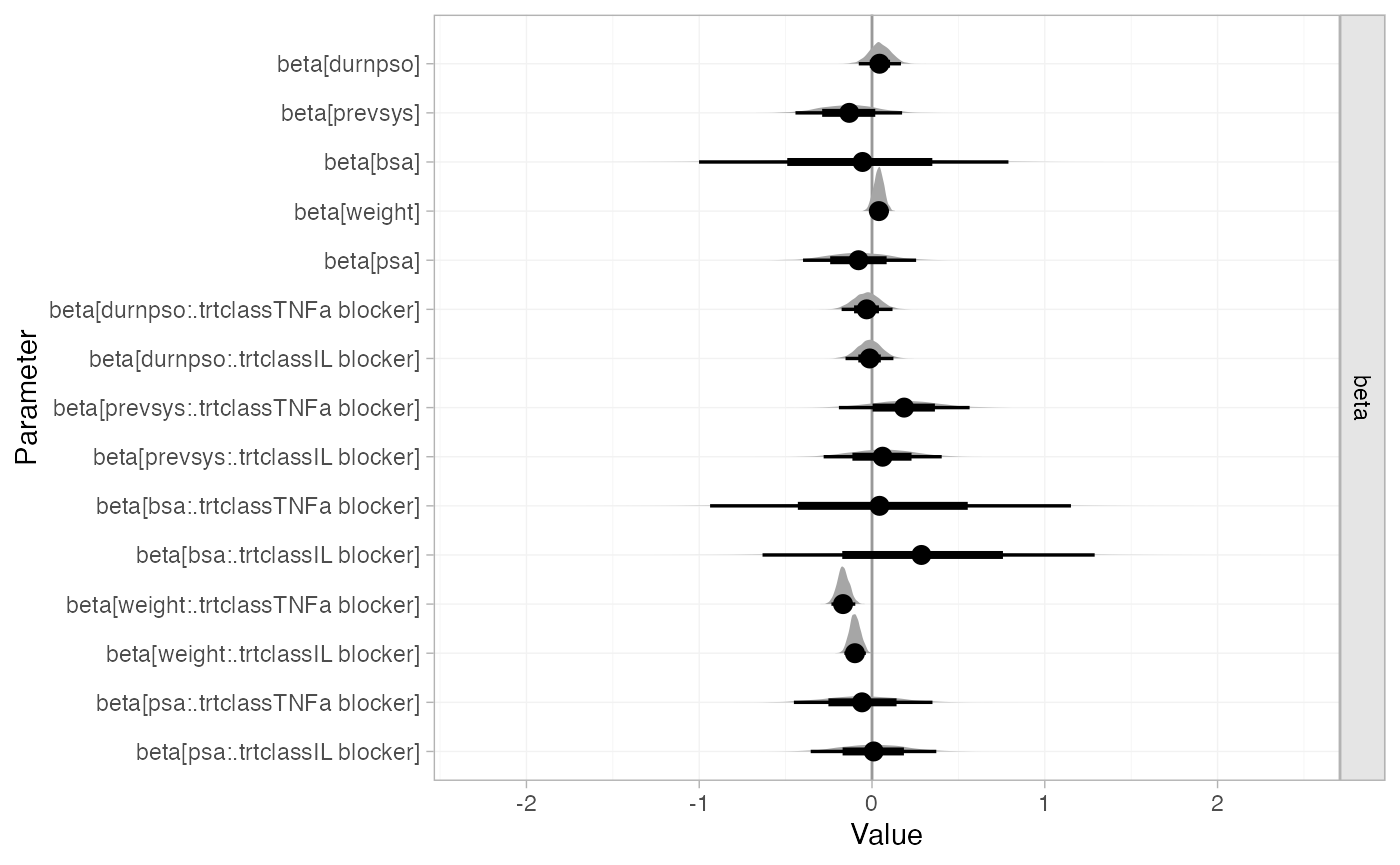 beta[durnpso]
beta[prevsys]
beta[bsa]
beta[weight]
beta[psa]
beta[durnpso:.trtclassTNFa blocker]
beta[durnpso:.trtclassIL blocker]
beta[prevsys:.trtclassTNFa blocker]
beta[prevsys:.trtclassIL blocker]
beta[bsa:.trtclassTNFa blocker]
beta[bsa:.trtclassIL blocker]
beta[weight:.trtclassTNFa blocker]
beta[weight:.trtclassIL blocker]
beta[psa:.trtclassTNFa blocker]
beta[psa:.trtclassIL blocker]
Parameter
beta
-2 -1 0 1 2
Value